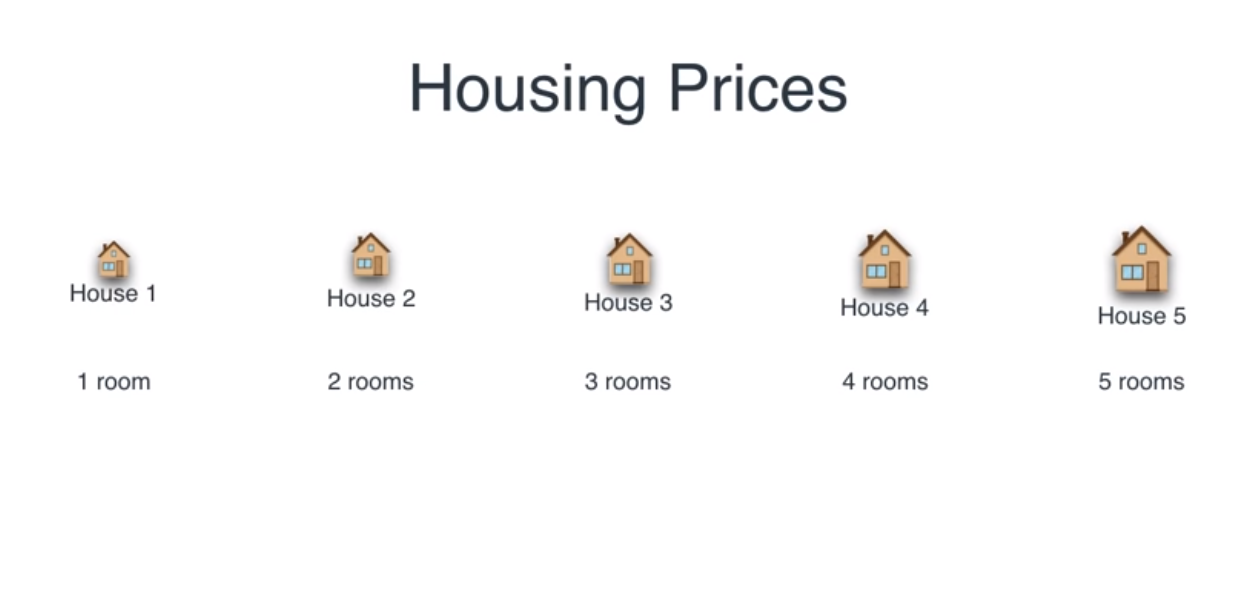 Housing Prices
House 1
House 2
House 3
House 4
House 5
1 room
2 rooms
3 rooms
4 rooms
5 rooms